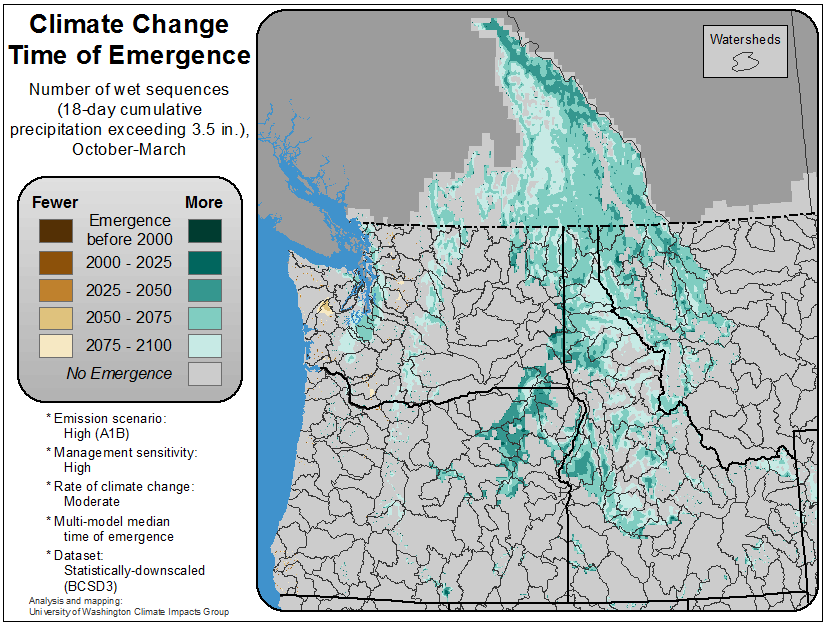 Climate Change
Time of Emergence
Number of wet sequences
(18-day cumulative
precipitation exceeding 3.5 in.),
October-March
Fewer More
Emergence
before 2000
2000 - 2025
2025 - 2050
2050 - 2075
2075 - 2100
No Emergence
* Emission scenario:
High (A1B)
* Management sensitivity:
High
* Rate of climate change:
Moderate
* Multi-model median
time of emergence
* Dataset:
Statistically-downscaled
(BCSD3)
Analysis and mapping:
University of Washington Climate Impacts Group
Watersheds